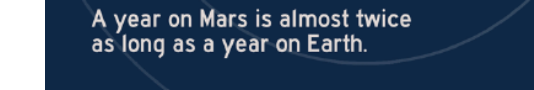 A year on Mars is almost twice
as long as a year on Earth.